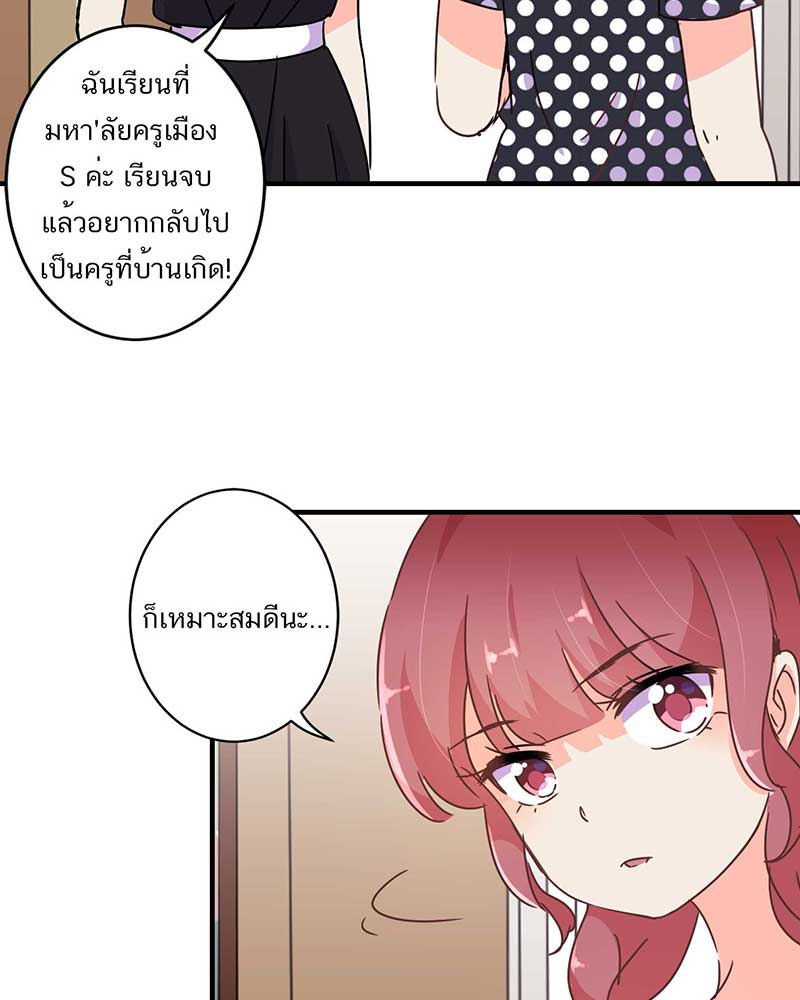 ฉันเรียนที่
มหา'ลัยครูเมือง
S ค่ะ เรียนจบ
แล้วอยากกลับไป
เป็นครูที่บ้านเกิด!
ก็เหมาะสมดีนะ...